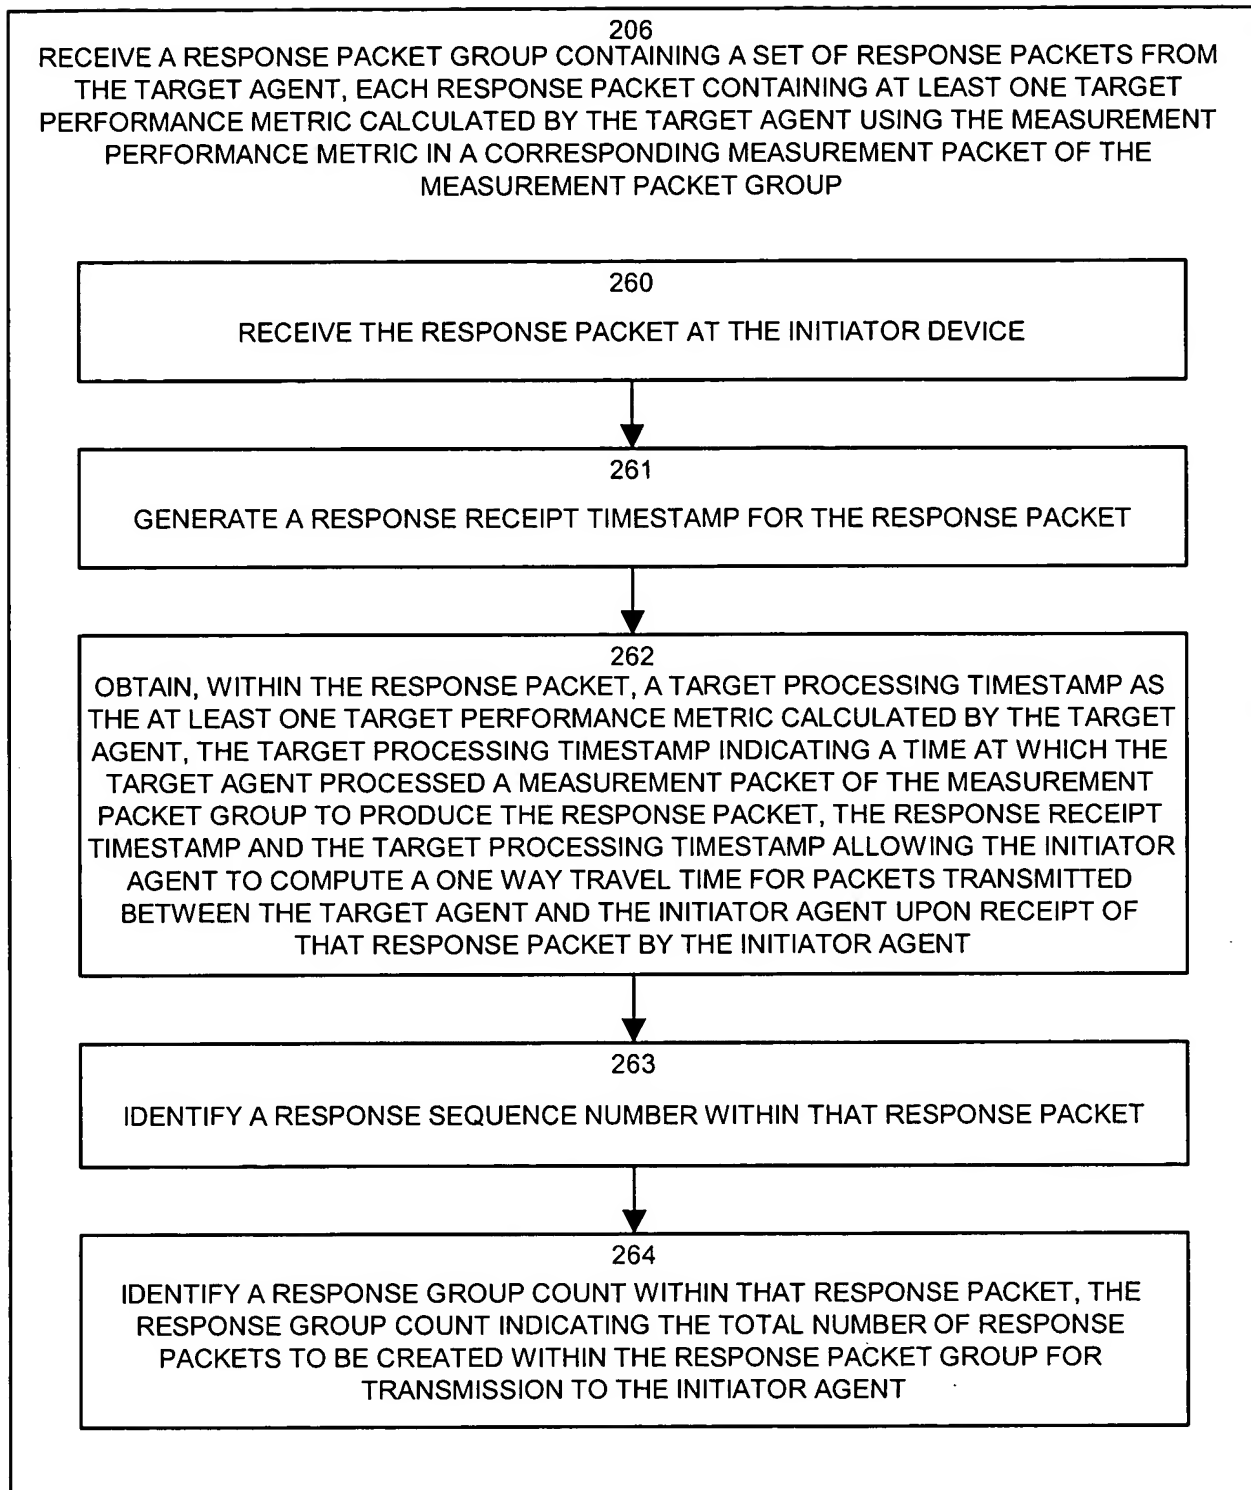 206
RECEIVE A RESPONSE PACKET GROUP CONTAINING A SET OF RESPONSE PACKETS FROM
THE TARGET AGENT, EACH RESPONSE PACKET CONTAINING AT LEAST ONE TARGET
PERFORMANCE METRIC CALCULATED BY THE TARGET AGENT USING THE MEASUREMENT
PERFORMANCE METRIC IN A CORRESPONDING MEASUREMENT PACKET OF THE
MEASUREMENT PACKET GROUP
260
RECEIVE THE RESPONSE PACKET AT THE INITIATOR DEVICE
261
GENERATE A RESPONSE RECEIPT TIMESTAMP FOR THE RESPONSE PACKET
262
OBTAIN, WITHIN THE RESPONSE PACKET, A TARGET PROCESSING TIMESTAMP AS
THE AT LEAST ONE TARGET PERFORMANCE METRIC CALCULATED BY THE TARGET
AGENT, THE TARGET PROCESSING TIMESTAMP INDICATING A TIME AT WHICH THE
TARGET AGENT PROCESSED A MEASUREMENT PACKET OF THE MEASUREMENT
PACKET GROUP TO PRODUCE THE RESPONSE PACKET, THE RESPONSE RECEIPT
TIMESTAMP AND THE TARGET PROCESSING TIMESTAMP ALLOWING THE INITIATOR
AGENT TO COMPUTE A ONE WAY TRAVEL TIME FOR PACKETS TRANSMITTED
BETWEEN THE TARGET AGENT AND THE INITIATOR AGENT UPON RECEIPT OF
THAT RESPONSE PACKET BY THE INITIATOR AGENT
263
IDENTIFY A RESPONSE SEQUENCE NUMBER WITHIN THAT RESPONSE PACKET
264
IDENTIFY A RESPONSE GROUP COUNT WITHIN THAT RESPONSE PACKET, THE
RESPONSE GROUP COUNT INDICATING THE TOTAL NUMBER OF RESPONSE
PACKETS TO BE CREATED WITHIN THE RESPONSE PACKET GROUP FOR
TRANSMISSION TO THE INITIATOR AGENT